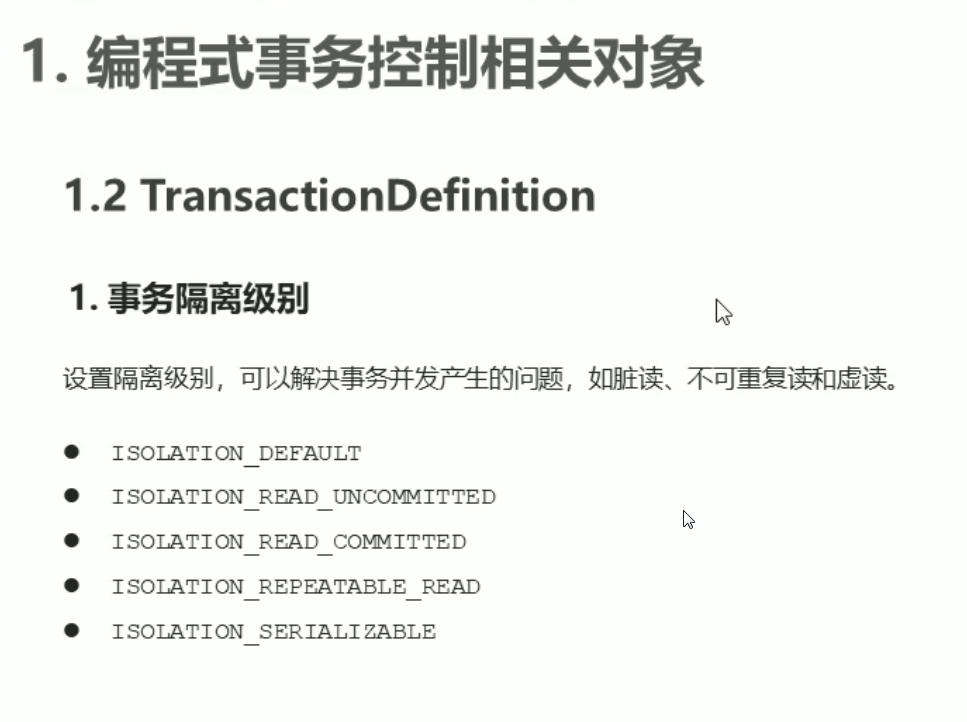 1. 编程式事务控制相关对象
1.2 TransactionDefinition
1. 事务隔离级别
设置隔离级别，可以解决事务并发产生的问题，如脏读、不可重复读和虚读。
● ISOLATION_DEFAULT
● ISOLATION_READ_UNCOMMITTED
● ISOLATION_READ_COMMITTED
● ISOLATION_REPEATABLE_READ
● ISOLATION_SERIALIZABLE